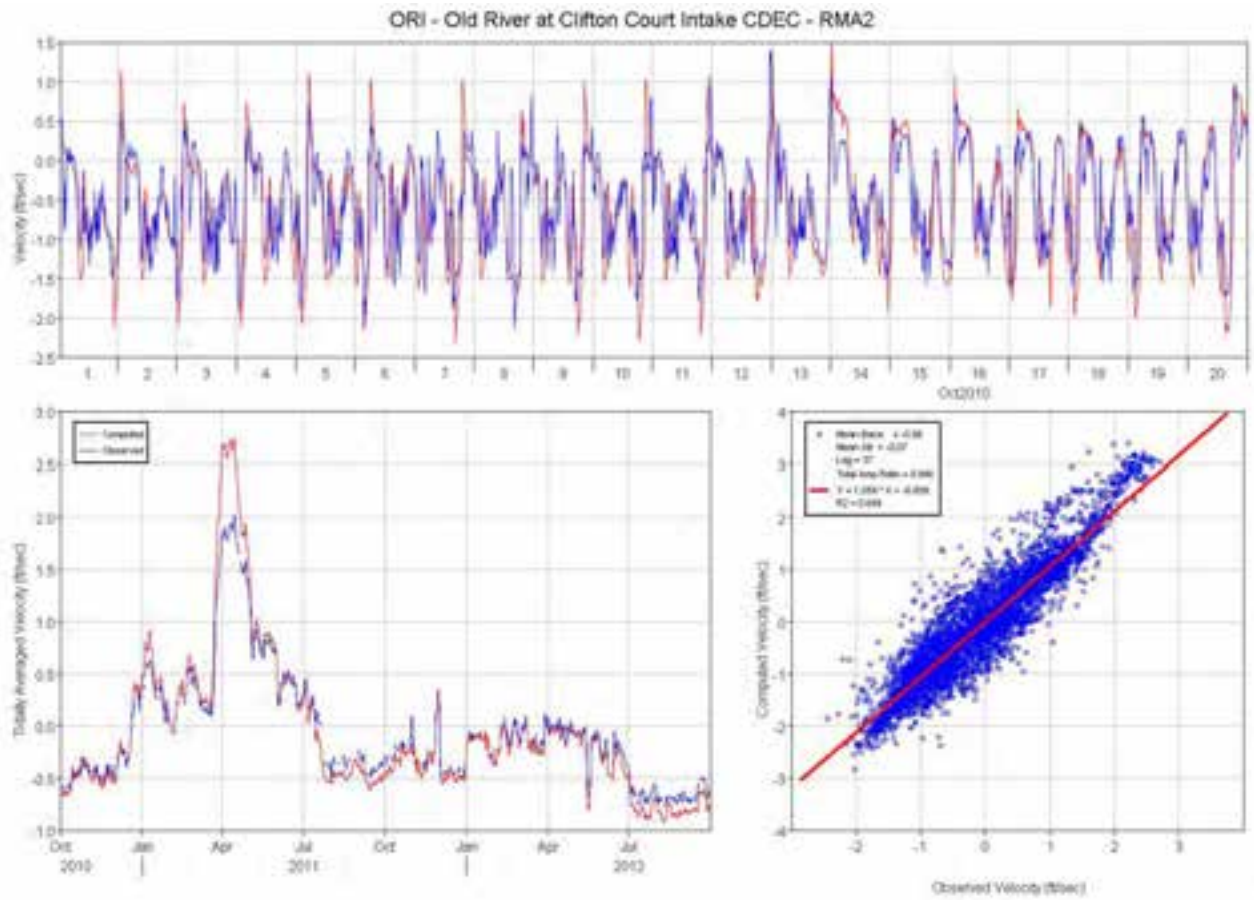 ORI - Old River at Clifton Court Intake CDEC - RMA2
Velocity (ft/sec)
1.5
1.0
0.5
0.0
-0.5
-1.0
-1.5
-2.0
-2.5
1 2 3 4 5 6 7 8 9 10 11 12 13 14 15 16 17 18 19 20
Oct2010
Tidally Averaged Velocity (ft/sec)
3.0
2.5
2.0
1.5
1.0
0.5
0.0
-0.5
-1.0
Computed
Observed
Oct Jan Apr Jul Oct Jan Apr Jul
2010 2011 2012
Computed Velocity (ft/sec)
4
3
2
1
0
-1
-2
-3
-4
-2 -1 0 1 2 3
Observed Velocity (ft/sec)